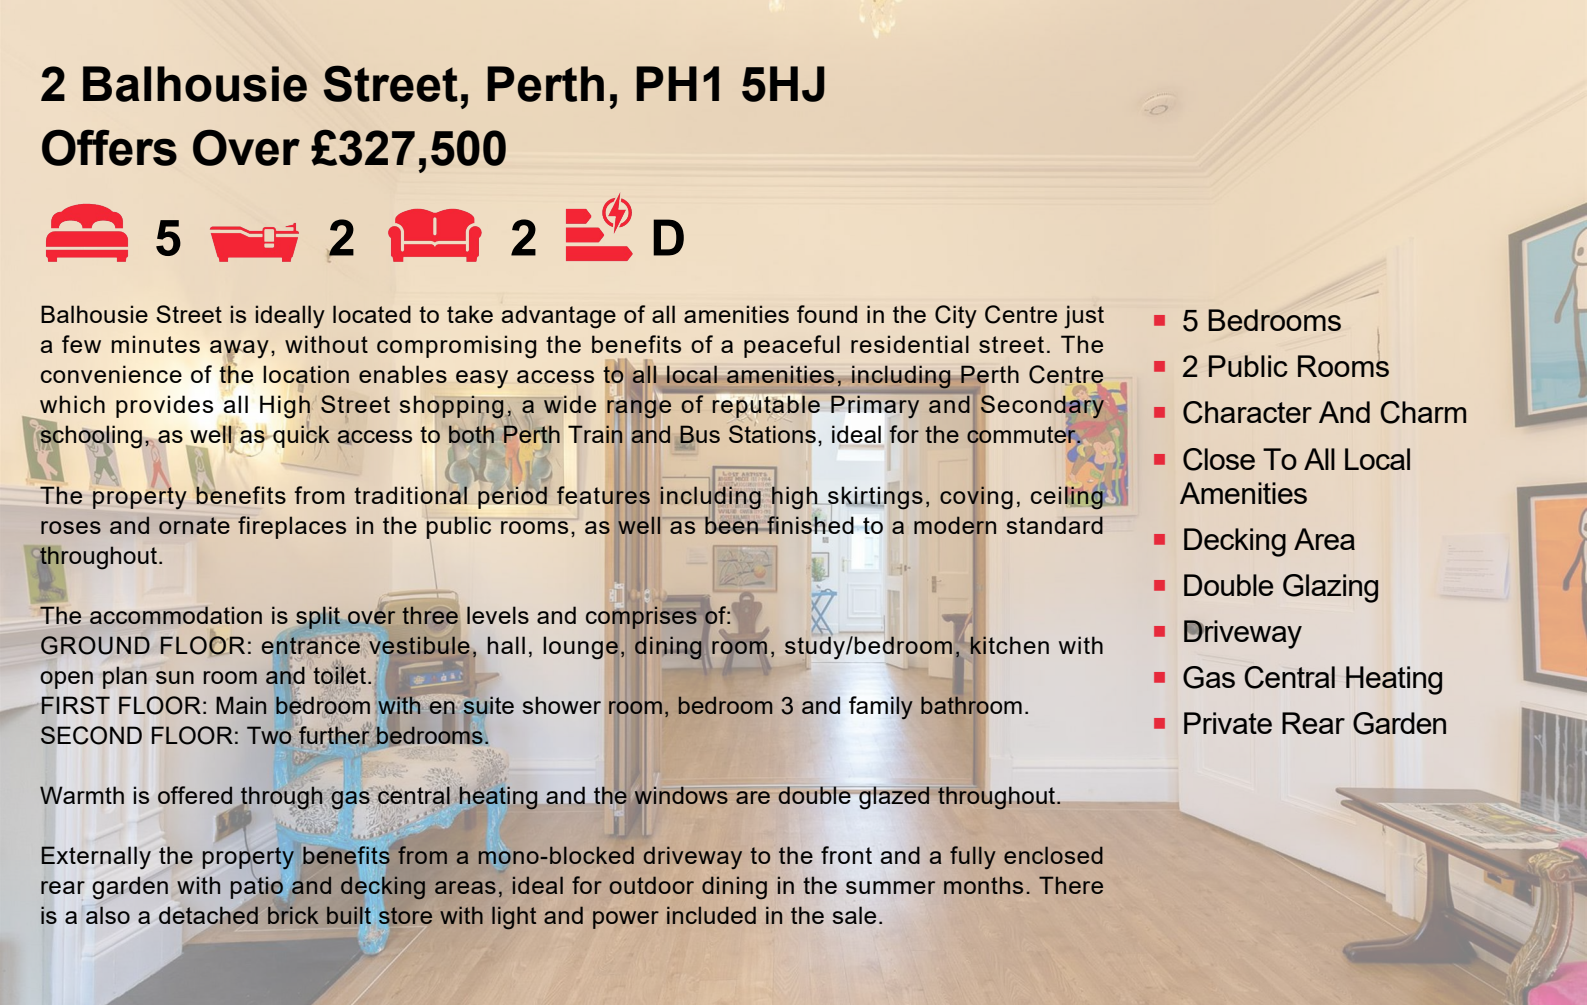 2 Balhousie Street, Perth, PH1 5HJ
Offers Over £327,500
5 2 2 D
Balhousie Street is ideally located to take advantage of all amenities found in the City Centre just
a few minutes away, without compromising the benefits of a peaceful residential street. The
convenience of the location enables easy access to all local amenities, including Perth Centre
which provides all High Street shopping, a wide range of reputable Primary and Secondary
schooling, as well as quick access to both Perth Train and Bus Stations, ideal for the commuter.
The property benefits from traditional period features including high skirtings, coving, ceiling
roses and ornate fireplaces in the public rooms, as well as been finished to a modern standard
throughout.
The accommodation is split over three levels and comprises of:
GROUND FLOOR: entrance vestibule, hall, lounge, dining room, study/bedroom, kitchen with
open plan sun room and toilet.
FIRST FLOOR: Main bedroom with en suite shower room, bedroom 3 and family bathroom.
SECOND FLOOR: Two further bedrooms.
Warmth is offered through gas central heating and the windows are double glazed throughout.
Externally the property benefits from a mono-blocked driveway to the front and a fully enclosed
rear garden with patio and decking areas, ideal for outdoor dining in the summer months. There
is a also a detached brick built store with light and power included in the sale.
5 Bedrooms
2 Public Rooms
Character And Charm
Close To All Local
Amenities
Decking Area
Double Glazing
Driveway
Gas Central Heating
Private Rear Garden